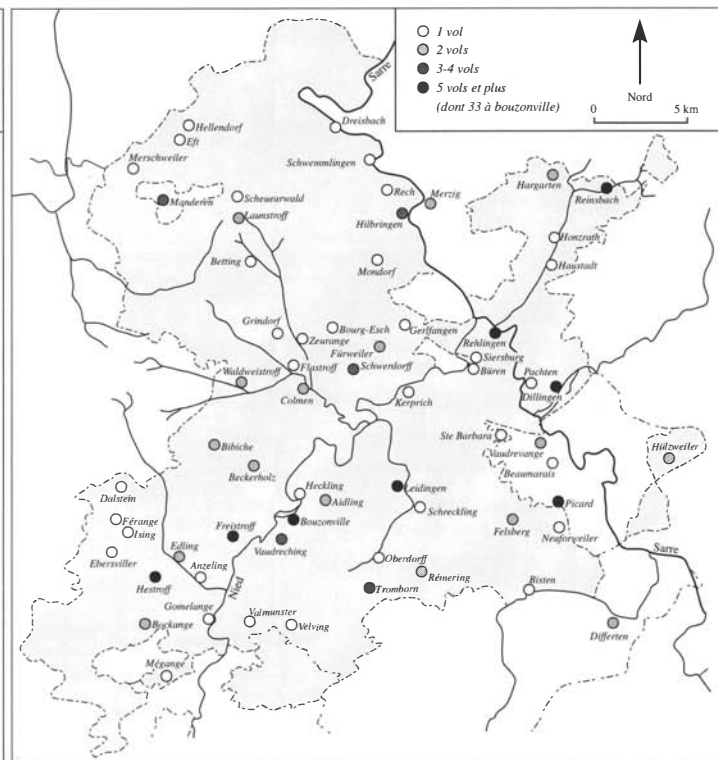 1 vol
2 vols
3-4 vols
5 vols et plus
(dont 33 à bouzonville)
Nord
0 5 km
Sarre
Dreisbach
Hellendorf
Eft
Merschweiler
Schwemmlingen
Manderen
Scheueurwald
Launstroff
Rech
Merzig
Hilbringen
Hargarten
Reinsbach
Honzrath
Haustadt
Betting
Mondorf
Grindorf
Zeurange
Bourg-Esch
Gerlfangen
Fürweiler
Rehlingen
Siersburg
Büren
Flastroff
Schwerdorff
Waldweistroff
Colmen
Kerprich
Pachten
Dillingen
Ste Barbara
Vaudrevange
Beaumarais
Hülzweiler
Bibiche
Beckerholz
Dalstein
Heckling
Aidling
Leidingen
Schreckling
Picard
Felsberg
Neuforweiler
Férange
Ising
Freistroff
Bouzonville
Vaudreching
Ebersviller
Edling
Anzeling
Oberdorff
Sarre
Hestroff
Nied
Rémering
Tromborn
Bisten
Gomelange
Bockange
Valmunster
Velving
Differten
Mégange